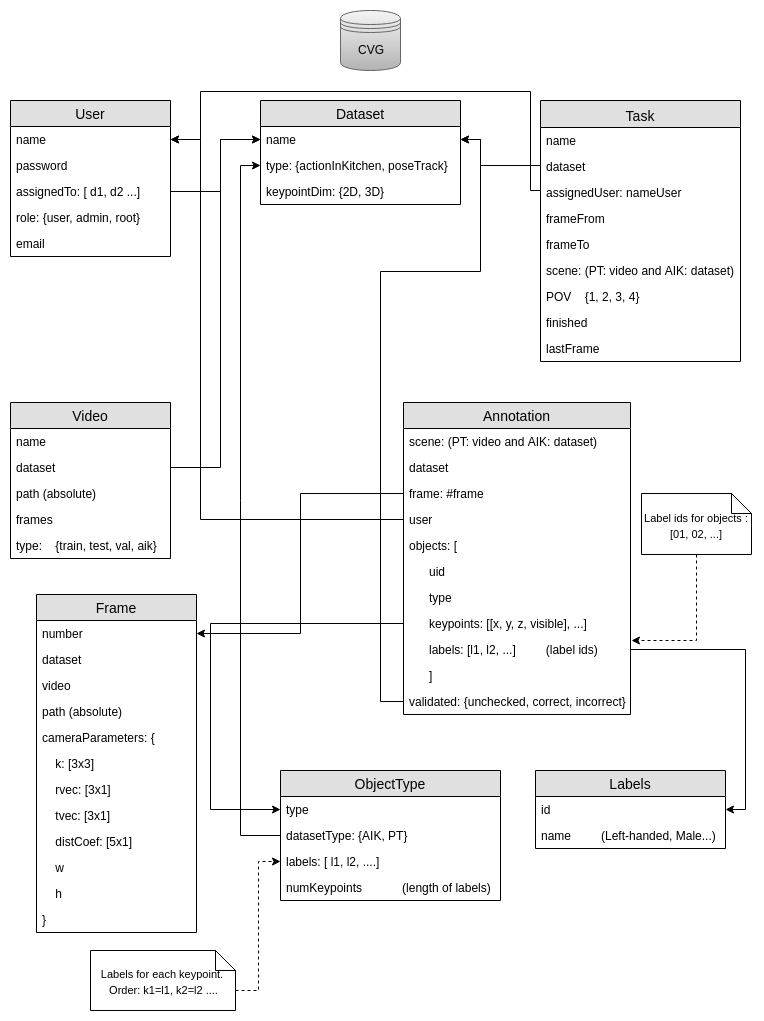 CVG
User
name
password
assignedTo: [ d1, d2 ...]
role: {user, admin, root}
email
Dataset
name
type: {actionInKitchen, poseTrack}
keypointDim: {2D, 3D}
Task
name
dataset
assignedUser: nameUser
frameFrom
frameTo
scene: (PT: video and AIK: dataset)
POV {1, 2, 3, 4}
finished
lastFrame
Video
name
dataset
path (absolute)
frames
type: {train, test, val, aik}
Annotation
scene: (PT: video and AIK: dataset)
dataset
frame: #frame
user
objects: [
uid
type
keypoints: [[x, y, z, visible], ...]
labels: [l1, l2, ...] (label ids)
]
validated: {unchecked, correct, incorrect}
Label ids for objects :
[01, 02, ...]
Frame
number
dataset
video
path (absolute)
cameraParameters: {
k: [3x3]
rvec: [3x1]
tvec: [3x1]
distCoef: [5x1]
w
h
}
ObjectType
type
datasetType: {AIK, PT}
labels: [ l1, l2, ....]
numKeypoints (length of labels)
Labels
id
name (Left-handed, Male...)
Labels for each keypoint.
Order: k1=l1, k2=l2 ....